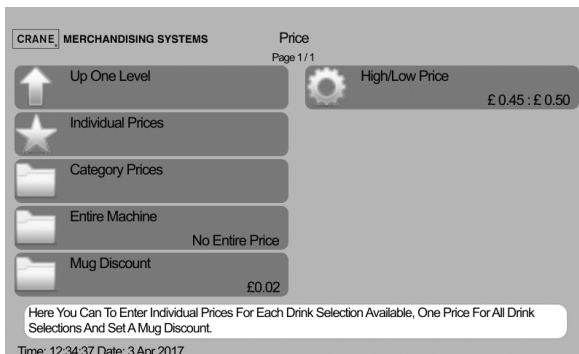 CRANE MERCHANDISING SYSTEMS
Price
Page 1 / 1
Up One Level
High/Low Price
£ 0.45 : £ 0.50
Individual Prices
Category Prices
Entire Machine
No Entire Price
Mug Discount
£0.02
Here You Can To Enter Individual Prices For Each Drink Selection Available, One Price For All Drink
Selections And Set A Mug Discount.
Time: 12:34:37 Date: 3 Apr 2017